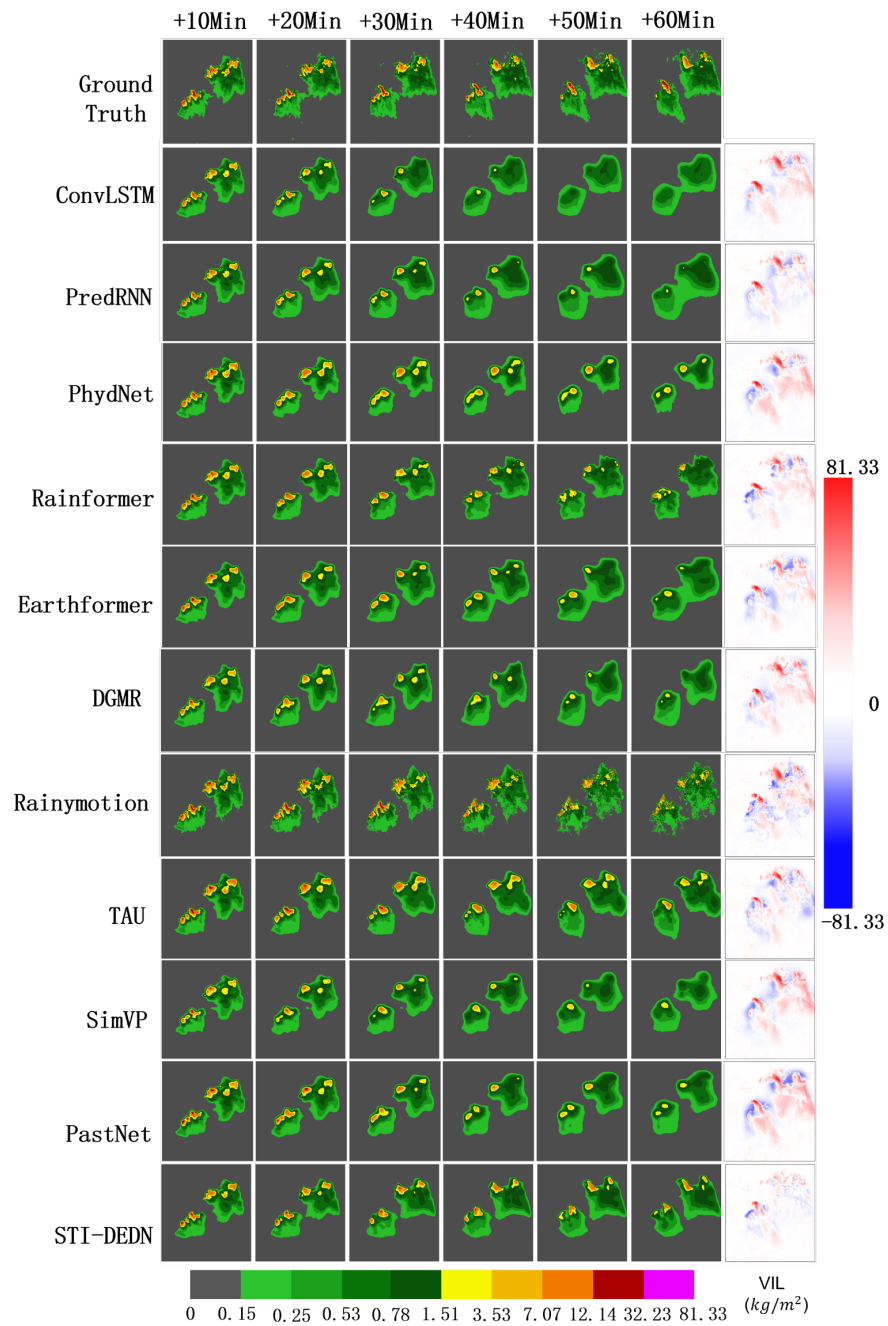 +10Min +20Min +30Min +40Min +50Min +60Min
Ground
Truth
ConvLSTM
PredRNN
PhydNet
Rainformer
81.33
Earthformer
DGMR
0
Rainymotion
TAU
-81.33
SimVP
PastNet
STI-DEDN
0 0.15 0.25 0.53 0.78 1.51 3.53 7.07 12.14 32.23 81.33
VIL
(kg/m²)